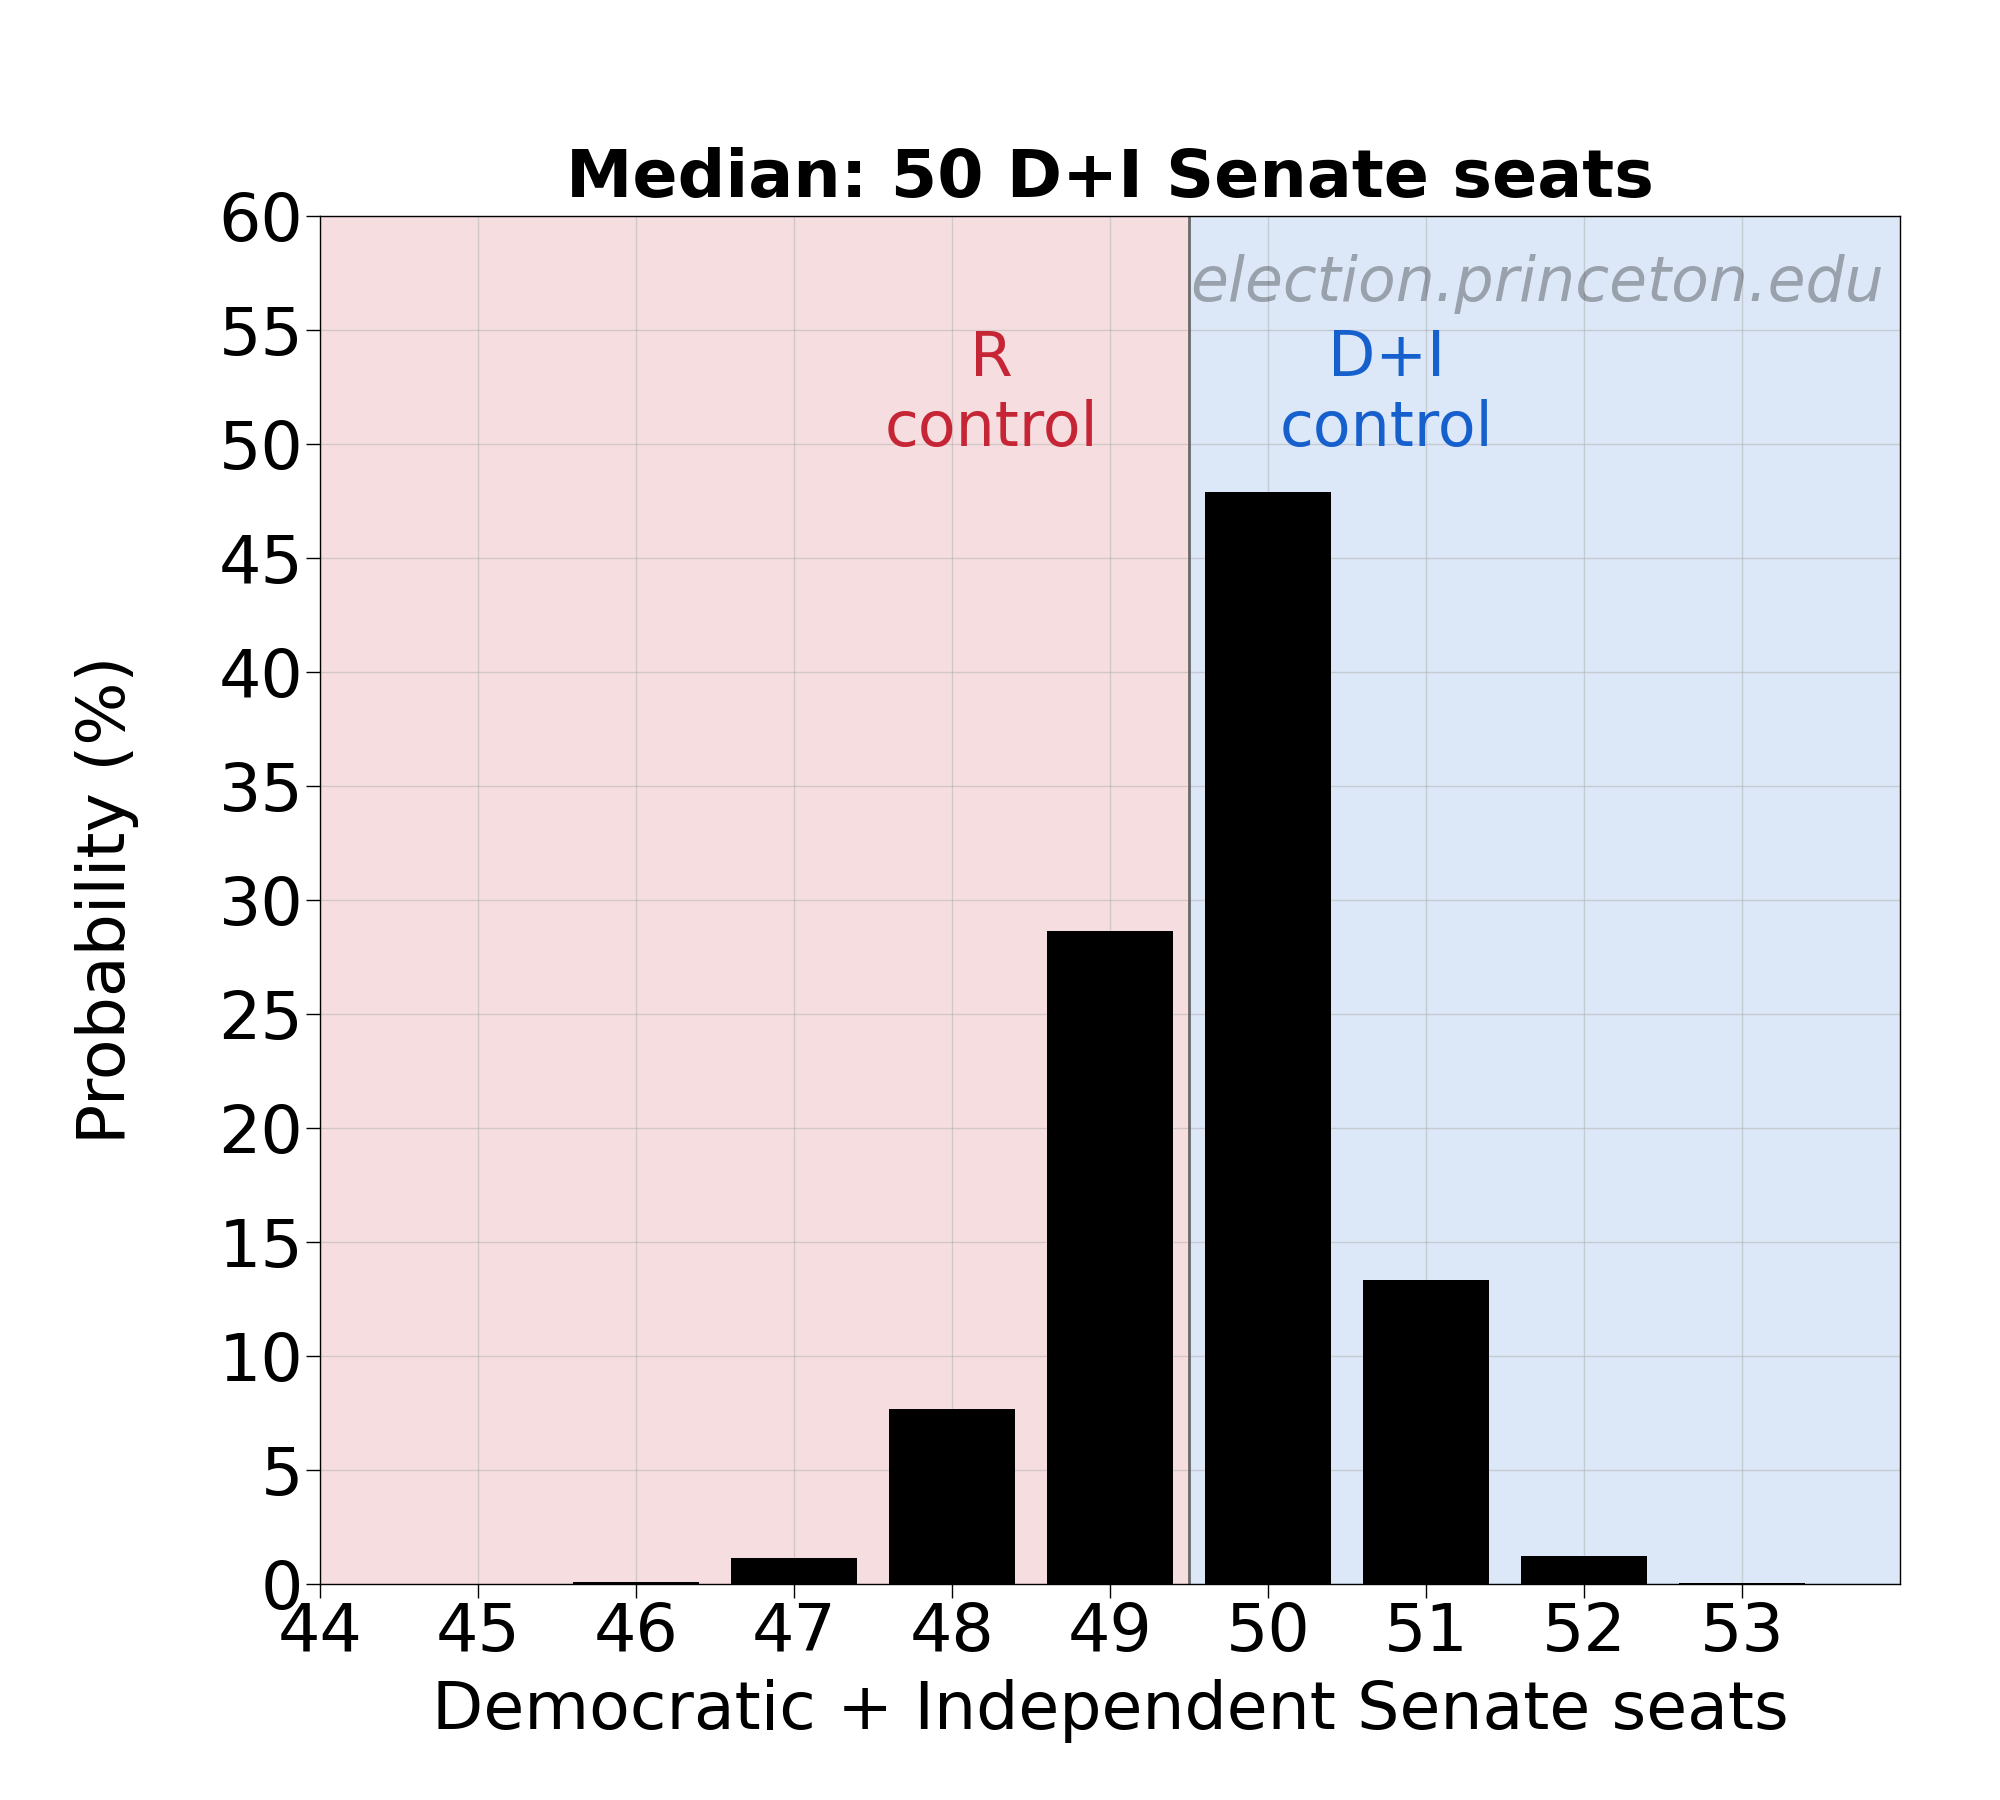 Median: 50 D+I Senate seats
election.princeton.edu
R
control
D+I
control
60
55
50
45
40
35
30
25
20
15
10
5
0
Probability (%)
44 45 46 47 48 49 50 51 52 53
Democratic + Independent Senate seats